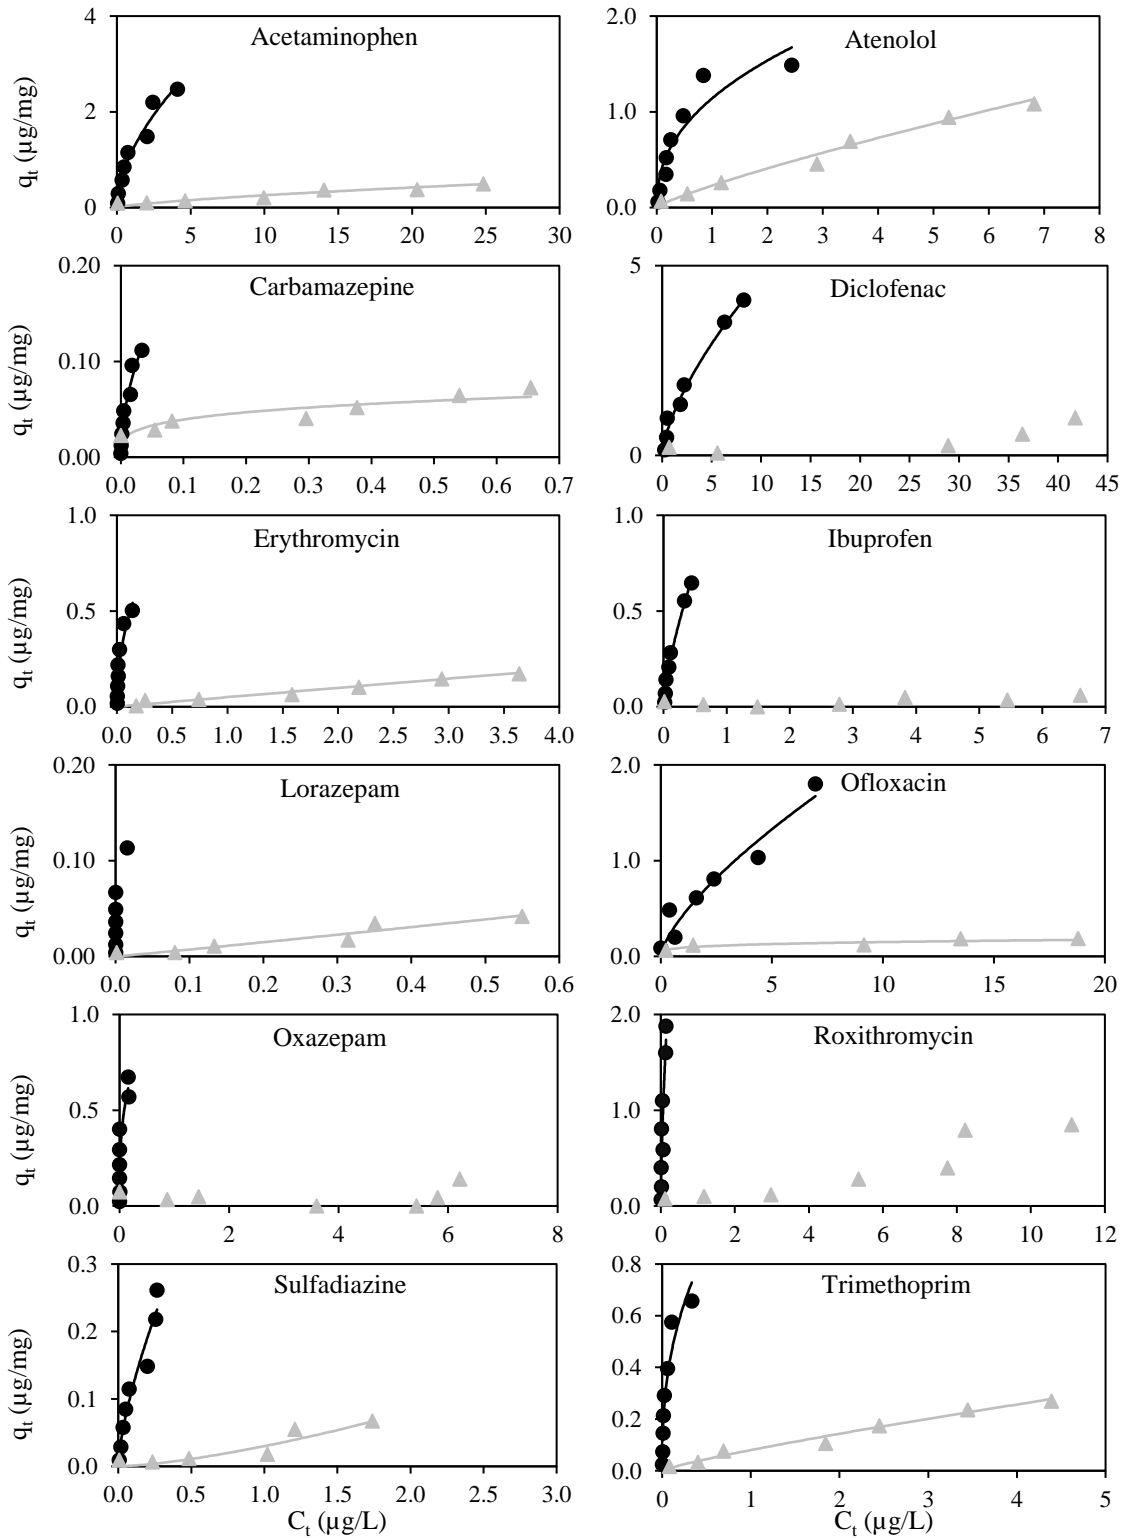 Acetaminophen
q_t (µg/mg)
4
2
0
0 5 10 15 20 25 30
Atenolol
2.0
1.0
0.0
0 1 2 3 4 5 6 7 8
Carbamazepine
q_t (µg/mg)
0.20
0.10
0.00
0.0 0.1 0.2 0.3 0.4 0.5 0.6 0.7
Diclofenac
5
0
0 5 10 15 20 25 30 35 40 45
Erythromycin
q_t (µg/mg)
1.0
0.5
0.0
0.0 0.5 1.0 1.5 2.0 2.5 3.0 3.5 4.0
Ibuprofen
1.0
0.5
0.0
0 1 2 3 4 5 6 7
Lorazepam
q_t (µg/mg)
0.20
0.10
0.00
0.0 0.1 0.2 0.3 0.4 0.5 0.6
Ofloxacin
2.0
1.0
0.0
0 5 10 15 20
Oxazepam
q_t (µg/mg)
1.0
0.5
0.0
0 2 4 6 8
Roxithromycin
2.0
1.0
0.0
0 2 4 6 8 10 12
Sulfadiazine
q_t (µg/mg)
0.3
0.2
0.1
0.0
0.0 0.5 1.0 1.5 2.0 2.5 3.0
C_t (µg/L)
Trimethoprim
0.8
0.6
0.4
0.2
0.0
0 1 2 3 4 5
C_t (µg/L)